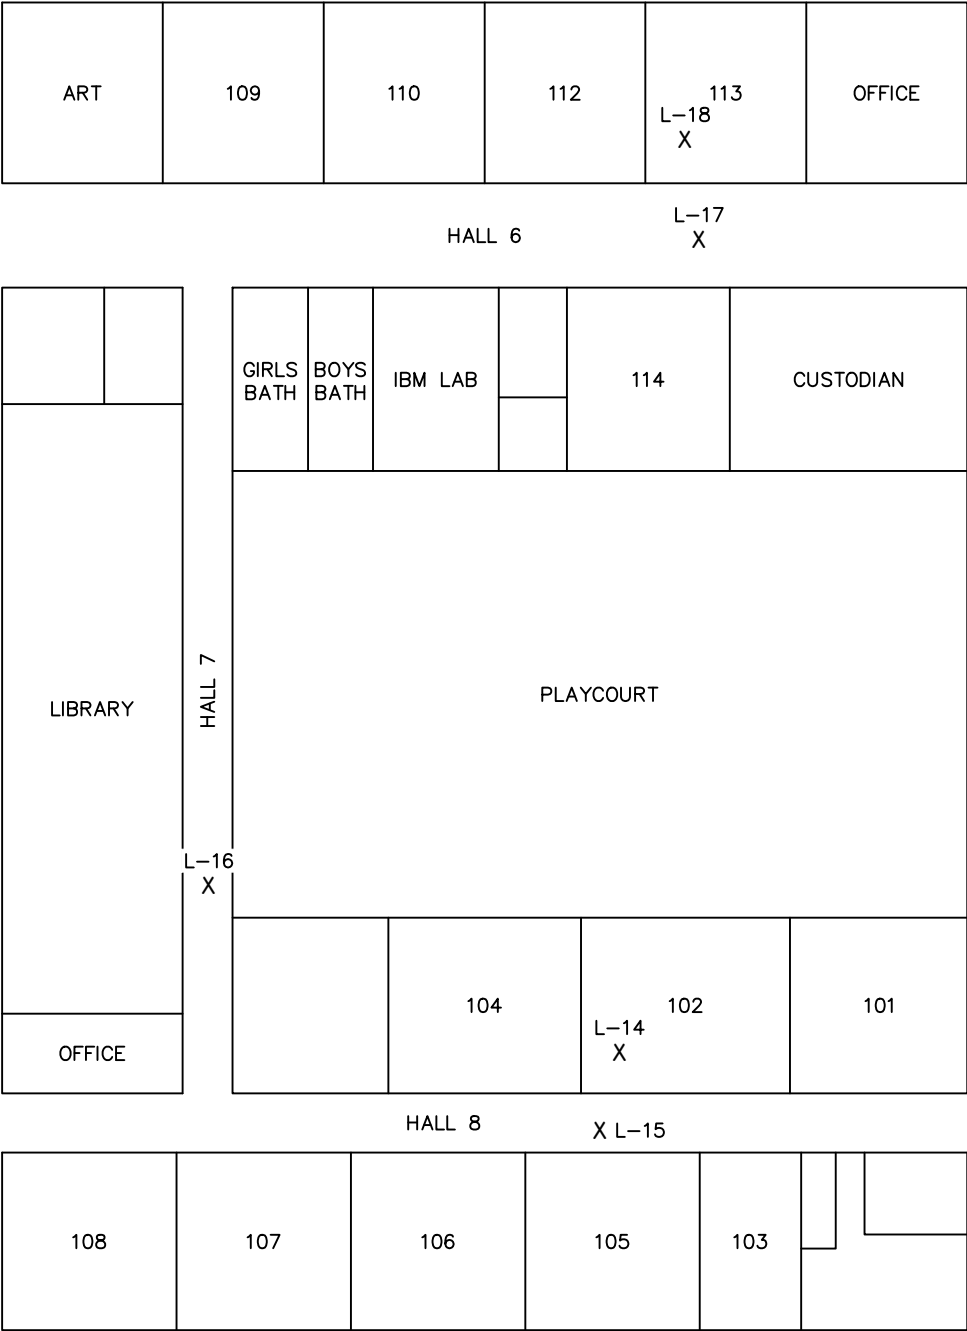 ART
109
110
112
113
OFFICE
L-18
X
L-17
X
HALL 6
GIRLS
BATH
BOYS
BATH
IBM LAB
114
CUSTODIAN
LIBRARY
HALL 7
PLAYCOURT
L-16
X
104
102
101
L-14
X
OFFICE
HALL 8
X L-15
108
107
106
105
103